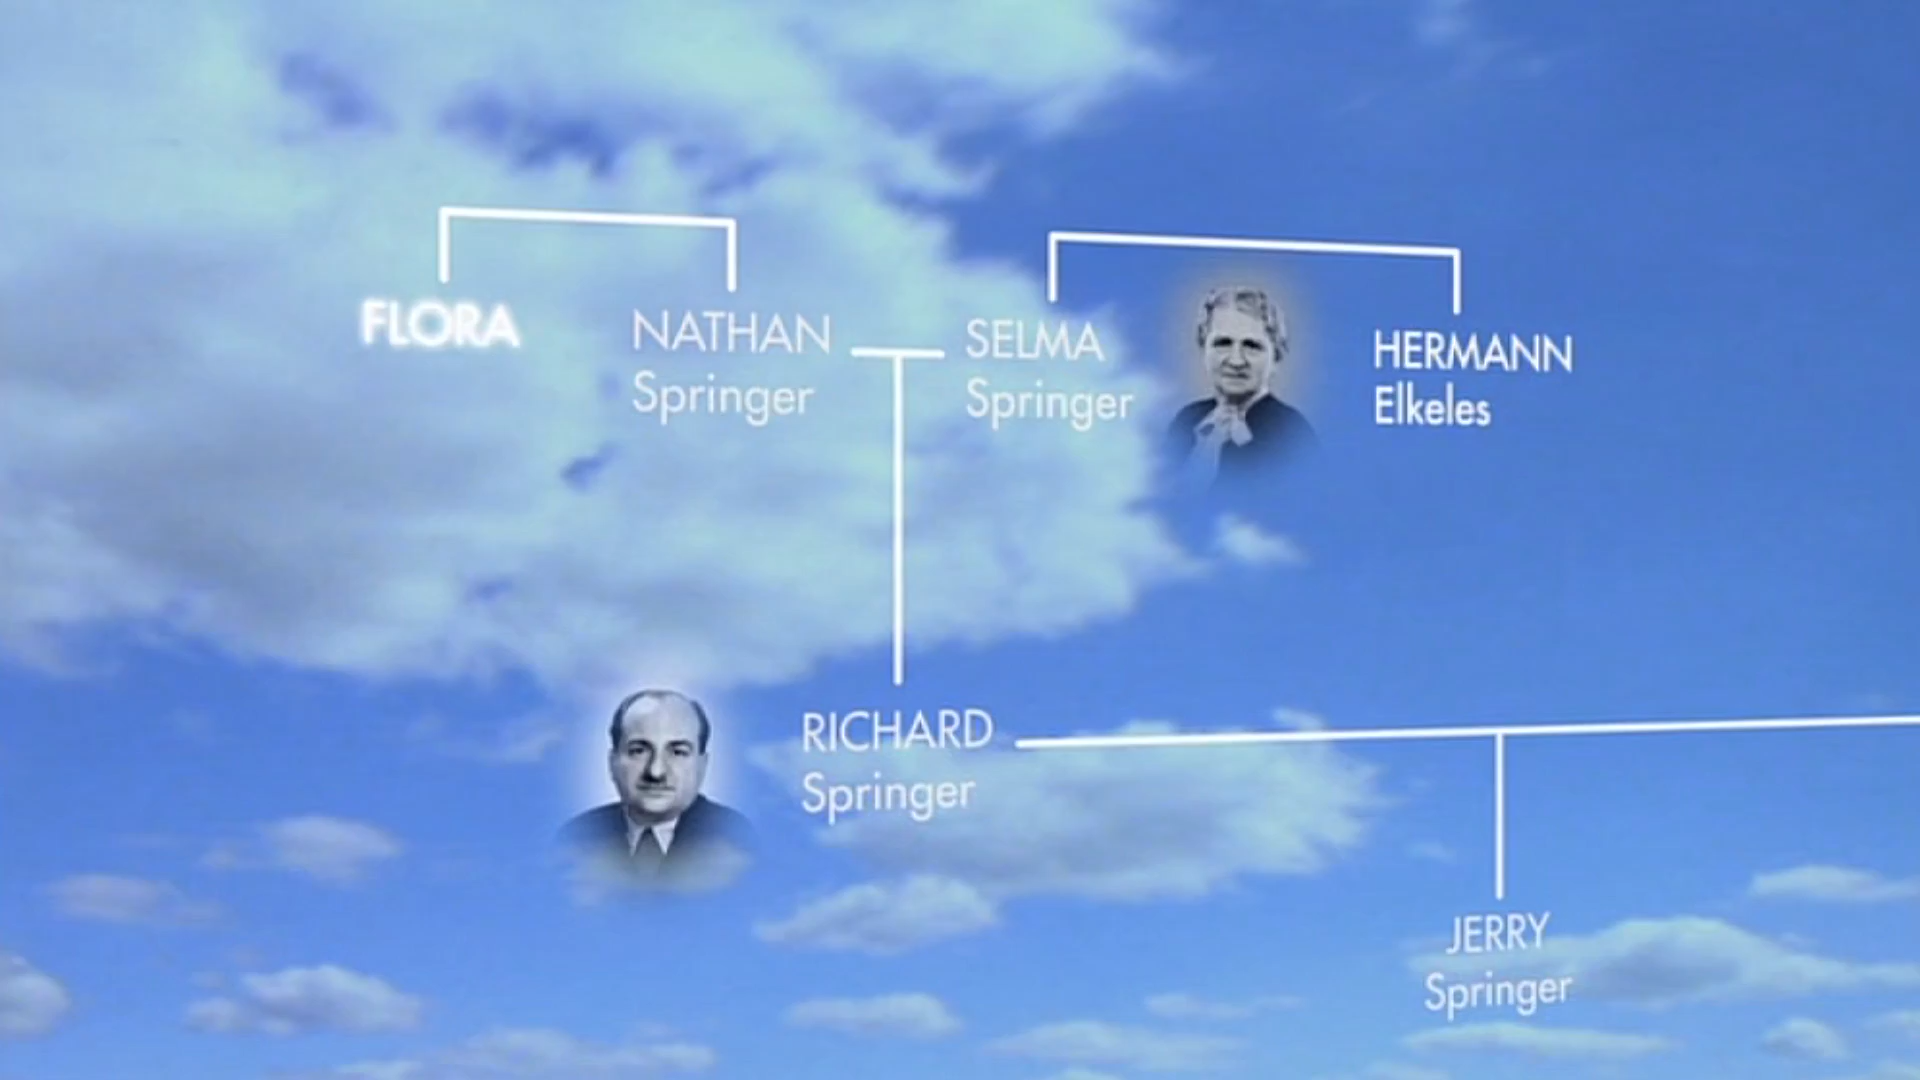 FLORA
NATHAN
Springer
SELMA
Springer
HERMANN
Elkeles
RICHARD
Springer
JERRY
Springer